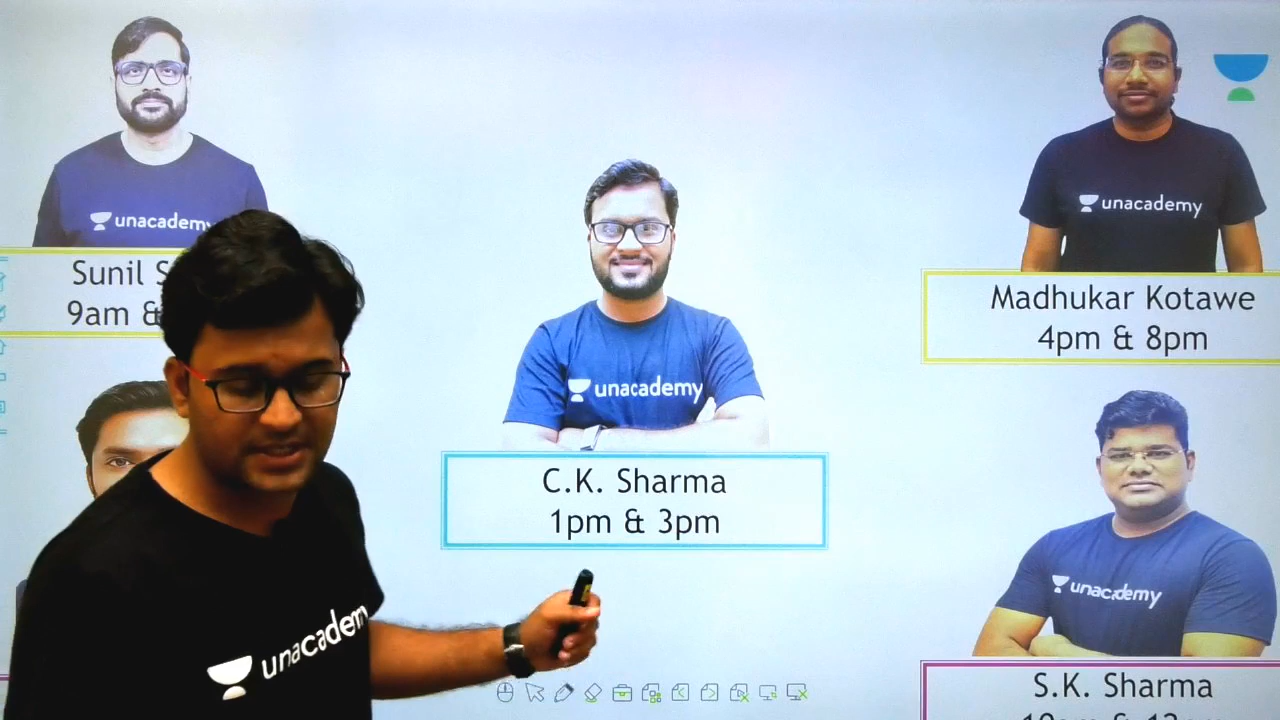 unacademy
Sunil
9am &
unacademy
Madhukar Kotawe
4pm & 8pm
unacademy
C.K. Sharma
1pm & 3pm
unacademy
S.K. Sharma
unacademy